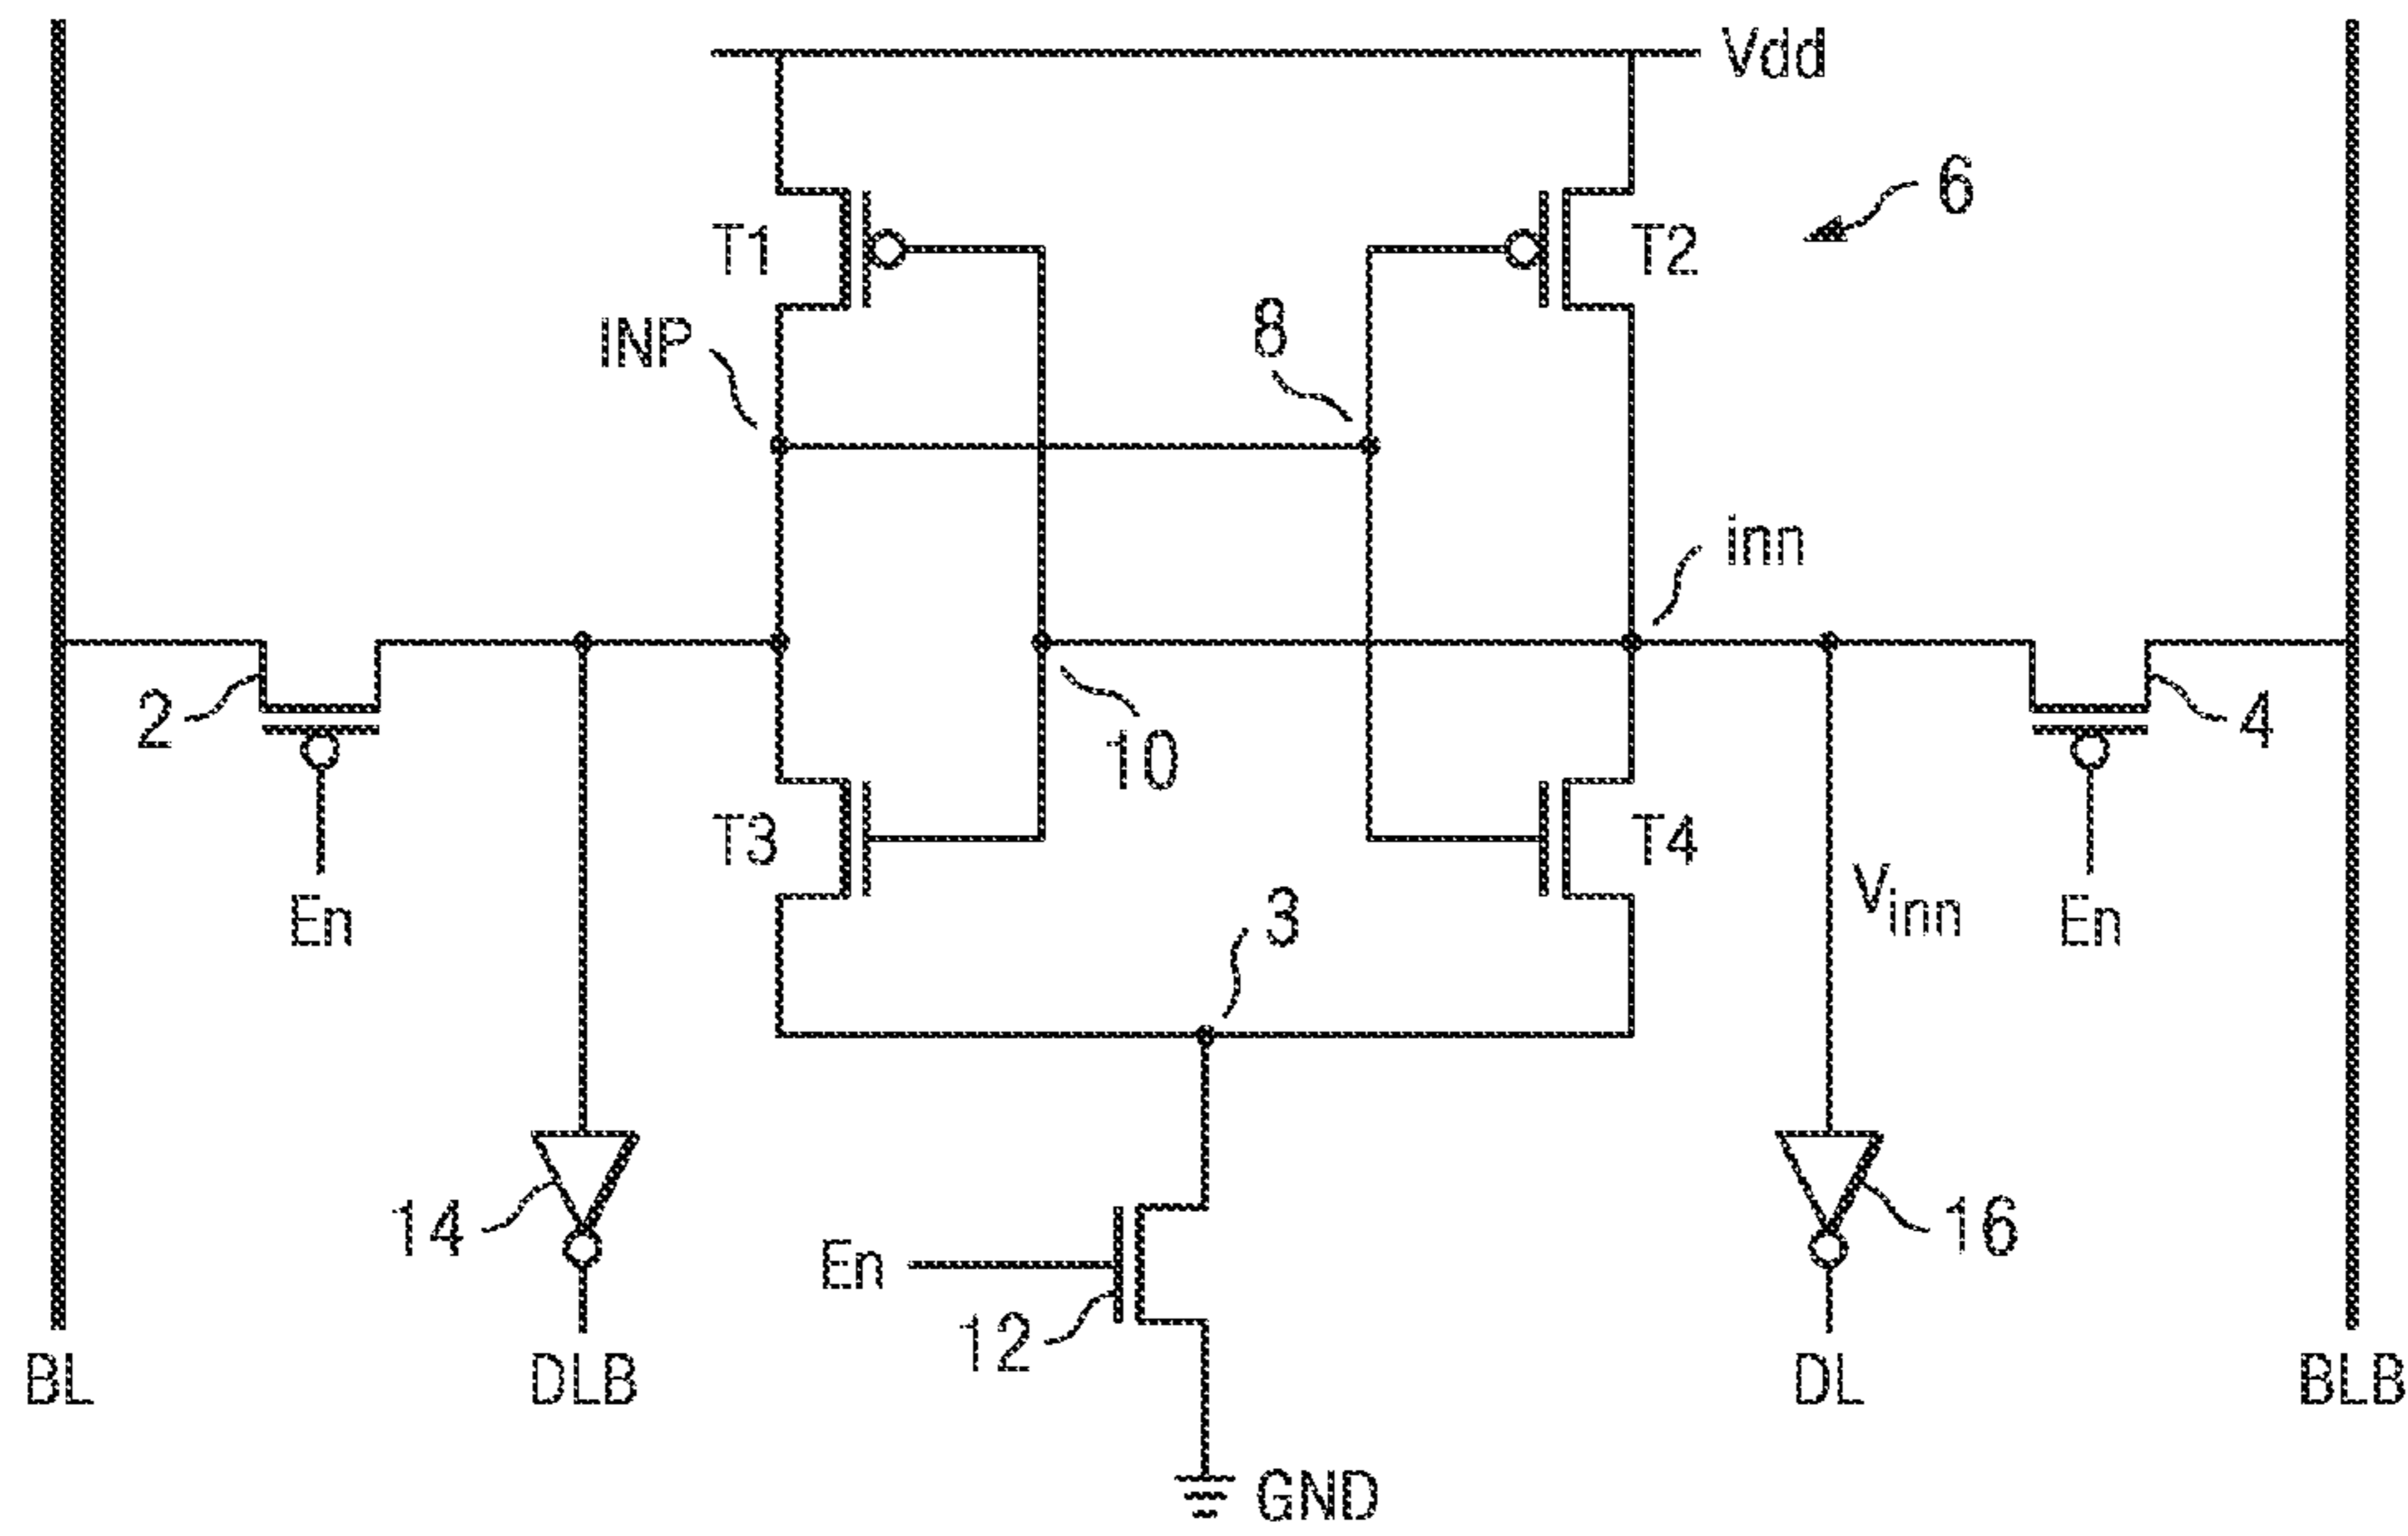 Vdd
6
T1
T2
INP
8
inn
2
10
4
T3
T4
En
3
Vinn
En
14
En
16
12
BL
DLB
DL
BLB
GND